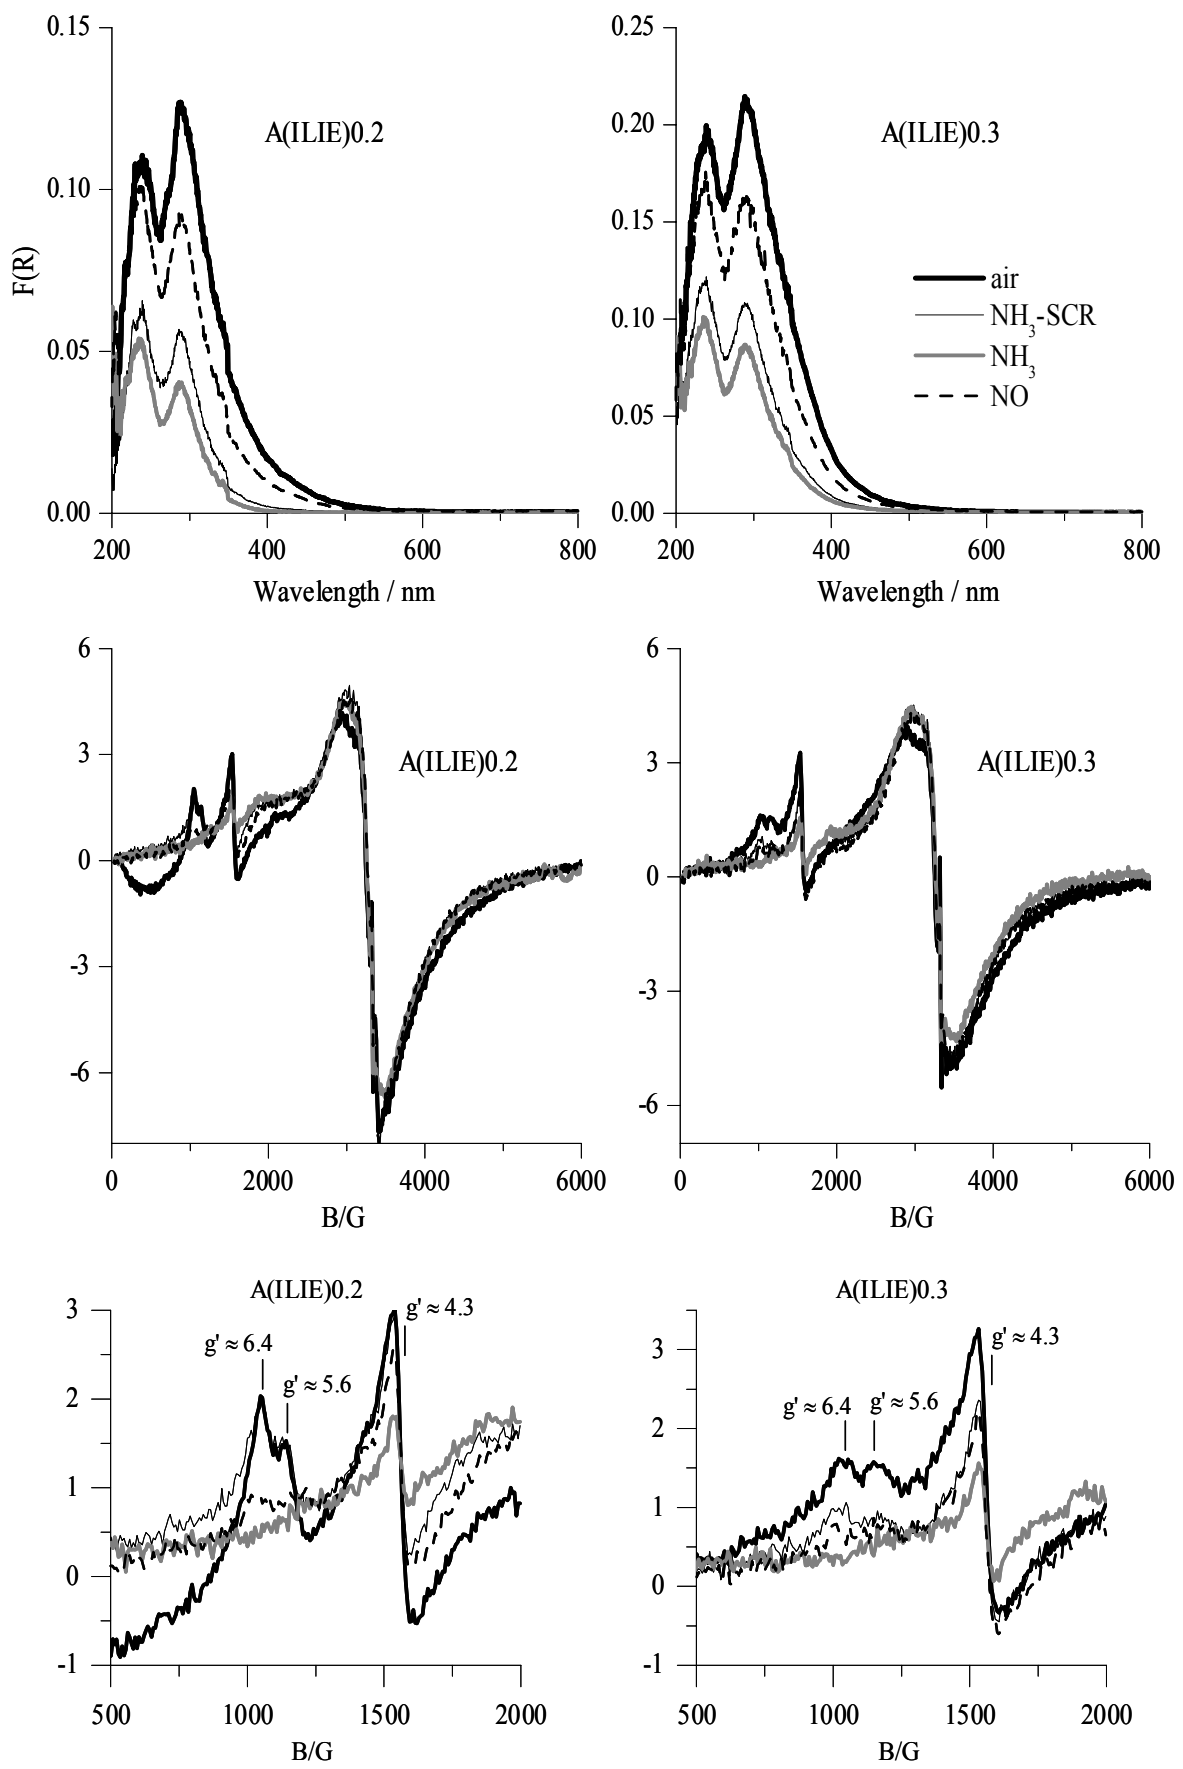 0.15
0.10
0.05
0.00
F(R)
A(ILIE)0.2
200
400
600
800
Wavelength / nm
0.25
0.20
0.15
0.10
0.05
0.00
A(ILIE)0.3
air
NH₃-SCR
NH₃
NO
200
400
600
800
Wavelength / nm
6
3
0
-3
-6
A(ILIE)0.2
0
2000
4000
6000
B/G
6
3
0
-3
-6
A(ILIE)0.3
0
2000
4000
6000
B/G
A(ILIE)0.2
3
2
1
0
-1
g' ≈ 6.4
g' ≈ 5.6
g' ≈ 4.3
500
1000
1500
2000
B/G
A(ILIE)0.3
3
2
1
0
-1
g' ≈ 6.4
g' ≈ 5.6
g' ≈ 4.3
500
1000
1500
2000
B/G